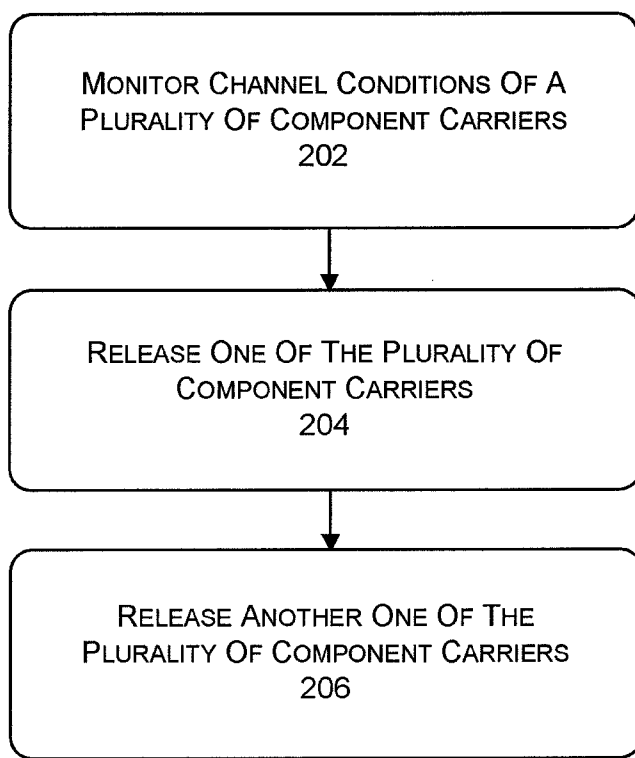 MONITOR CHANNEL CONDITIONS OF A
PLURALITY OF COMPONENT CARRIERS
202
RELEASE ONE OF THE PLURALITY OF
COMPONENT CARRIERS
204
RELEASE ANOTHER ONE OF THE
PLURALITY OF COMPONENT CARRIERS
206